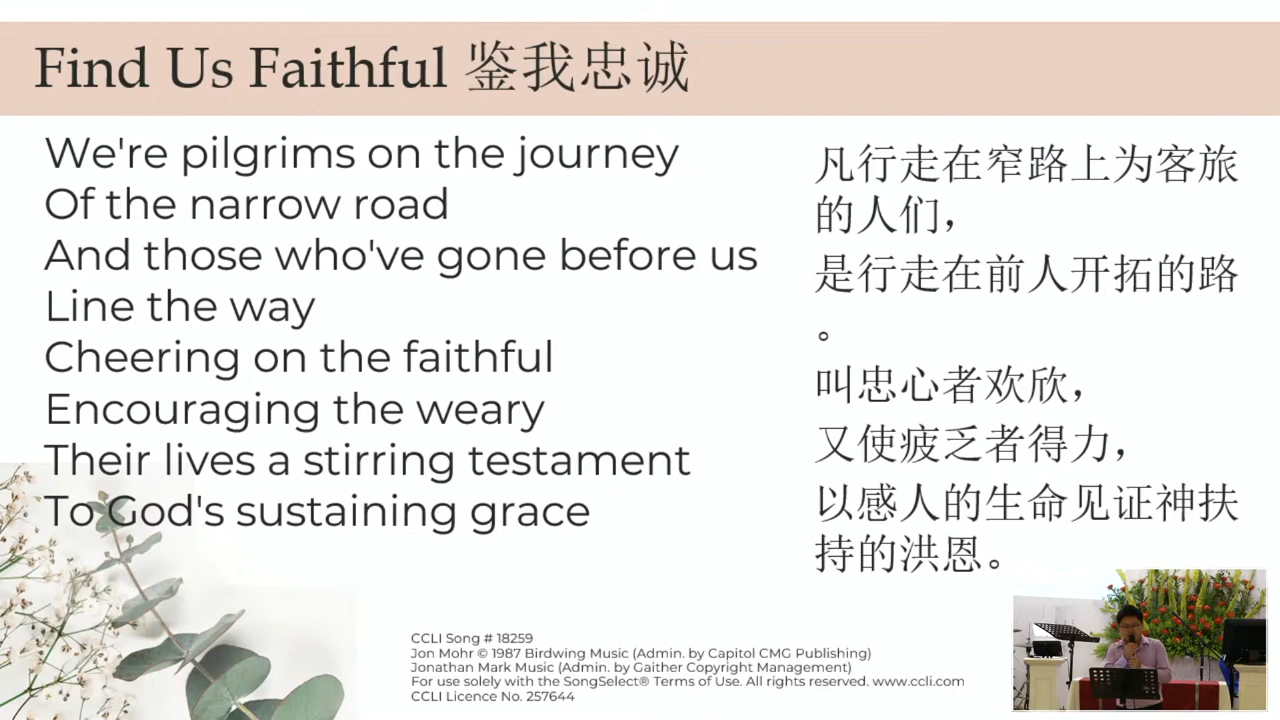 Find Us Faithful 鉴我忠诚
We're pilgrims on the journey
Of the narrow road
And those who've gone before us
Line the way
Cheering on the faithful
Encouraging the weary
Their lives a stirring testament
To God's sustaining grace
凡行走在窄路上为客旅
的人们，
是行走在前人开拓的路
。
叫忠心者欢欣，
又使疲乏者得力，
以感人的生命见证神扶
持的洪恩。
CCLI Song # 18259
Jon Mohr © 1987 Birdwing Music (Admin. by Capitol CMG Publishing)
Jonathan Mark Music (Admin. by Gaither Copyright Management)
For use solely with the SongSelect® Terms of Use. All rights reserved. www.ccli.com
CCLI Licence No. 257644